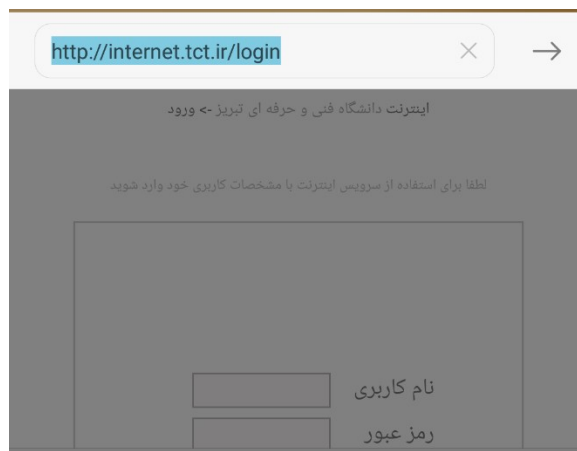 http://internet.tct.ir/login
اینترنت دانشگاه فنی و حرفه ای تبریز -> ورود
لطفا برای استفاده از سرویس اینترنت با مشخصات کاربری خود وارد شوید
نام کاربری
رمز عبور